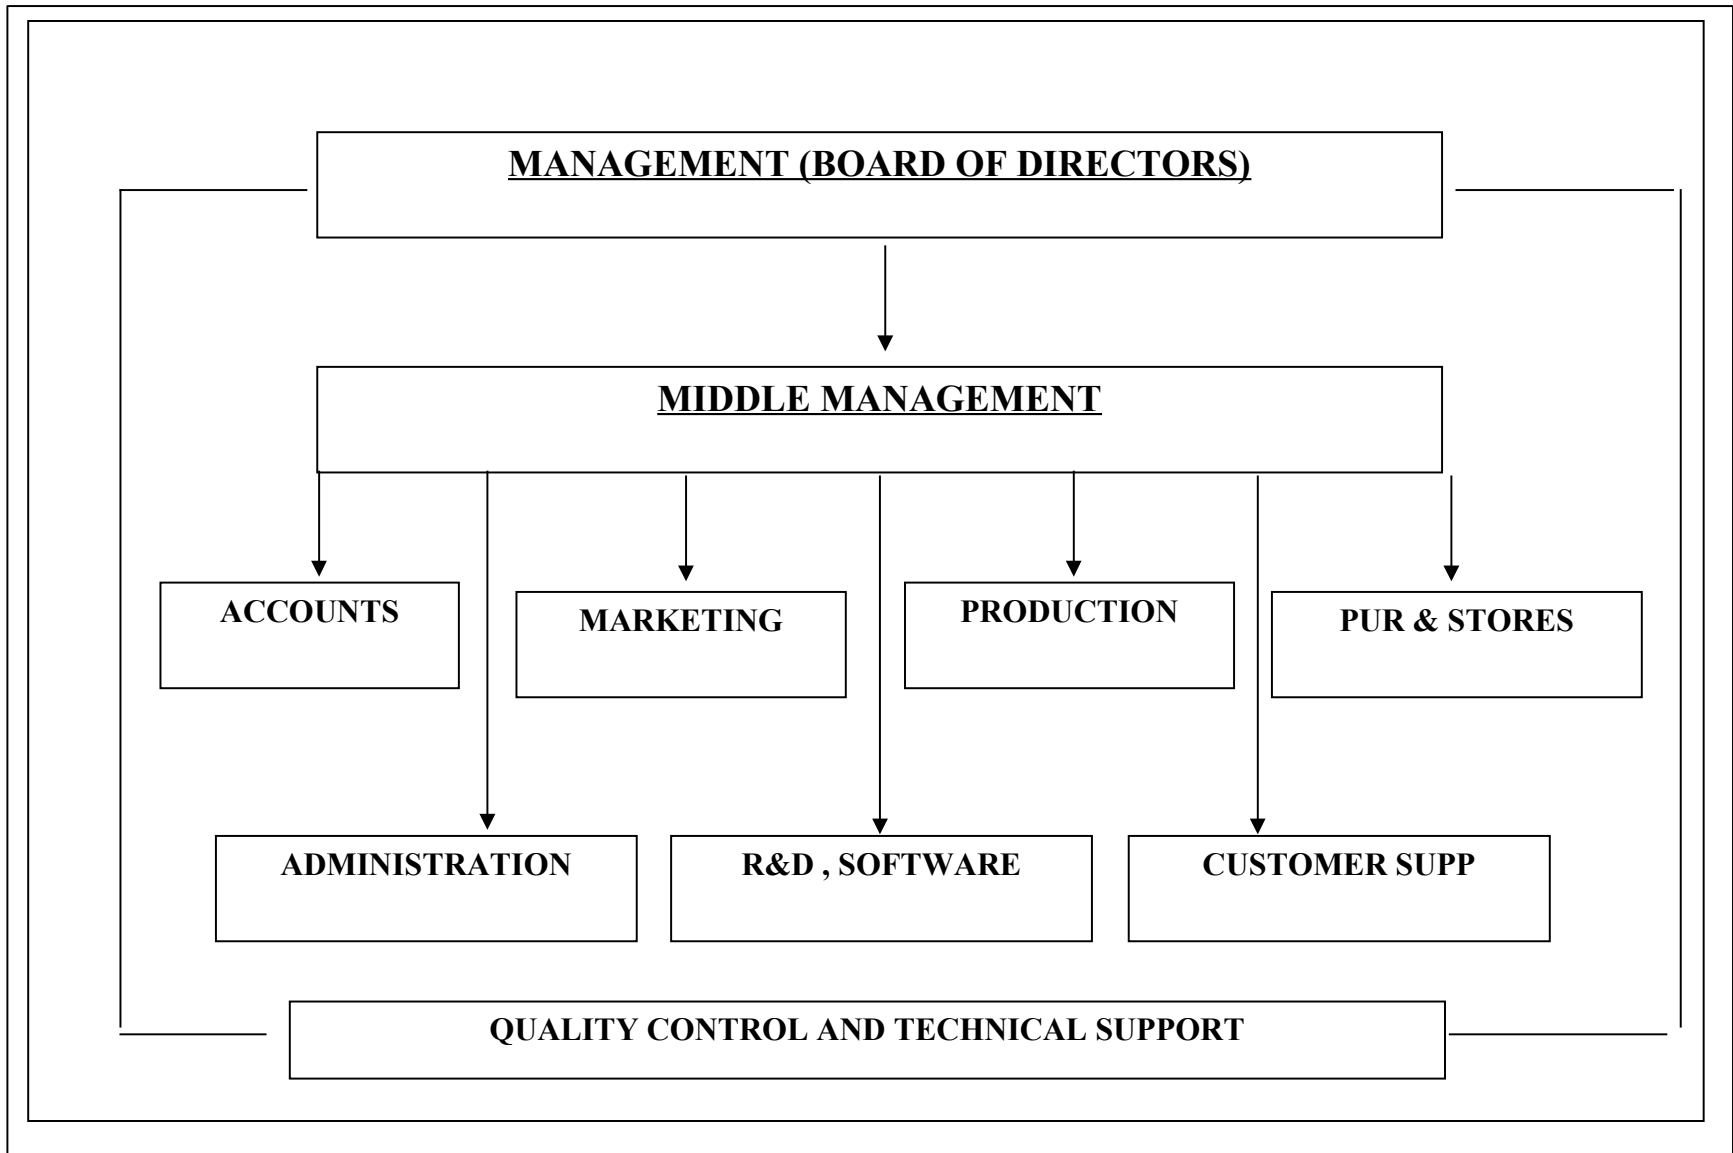 MANAGEMENT (BOARD OF DIRECTORS)
MIDDLE MANAGEMENT
ACCOUNTS
MARKETING
PRODUCTION
PUR & STORES
ADMINISTRATION
R&D , SOFTWARE
CUSTOMER SUPP
QUALITY CONTROL AND TECHNICAL SUPPORT